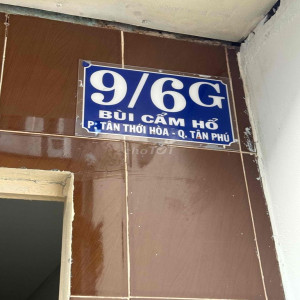 9/6G
BÙI CẨM HỔ
P: TÂN THỚI HÒA - Q. TÂN PHÚ